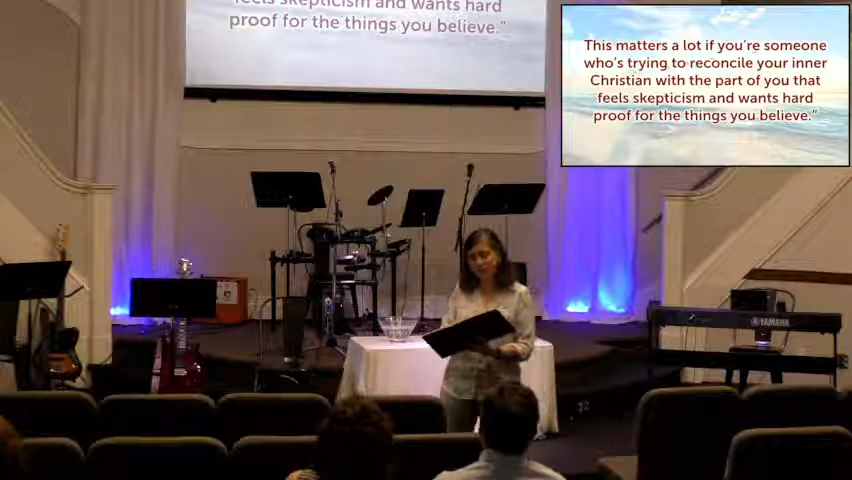 feels skepticism and wants hard
proof for the things you believe.”
This matters a lot if you’re someone
who’s trying to reconcile your inner
Christian with the part of you that
feels skepticism and wants hard
proof for the things you believe.”
YAMAHA